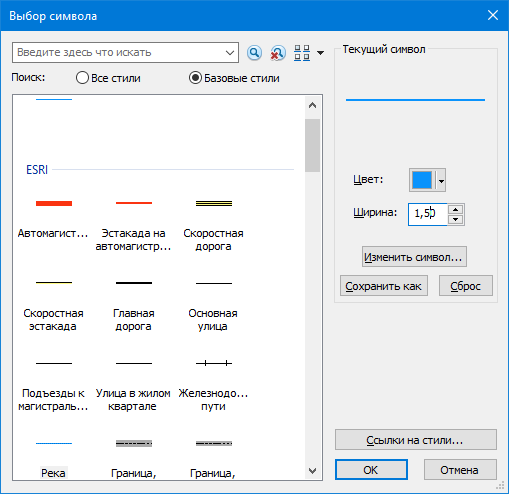 Выбор символа
Введите здесь что искать
Поиск:
Все стили
Базовые стили
ESRI
Автомагист...
Эстакада на
автомагистр...
Скоростная
дорога
Скоростная
эстакада
Главная
дорога
Основная
улица
Подъезды к
магистраль...
Улица в жилом
квартале
Железнодо...
пути
Река
Граница,
Граница,
Текущий символ
Цвет:
Ширина:
1,50
Изменить символ...
Сохранить как
Сброс
Ссылки на стили...
OK
Отмена